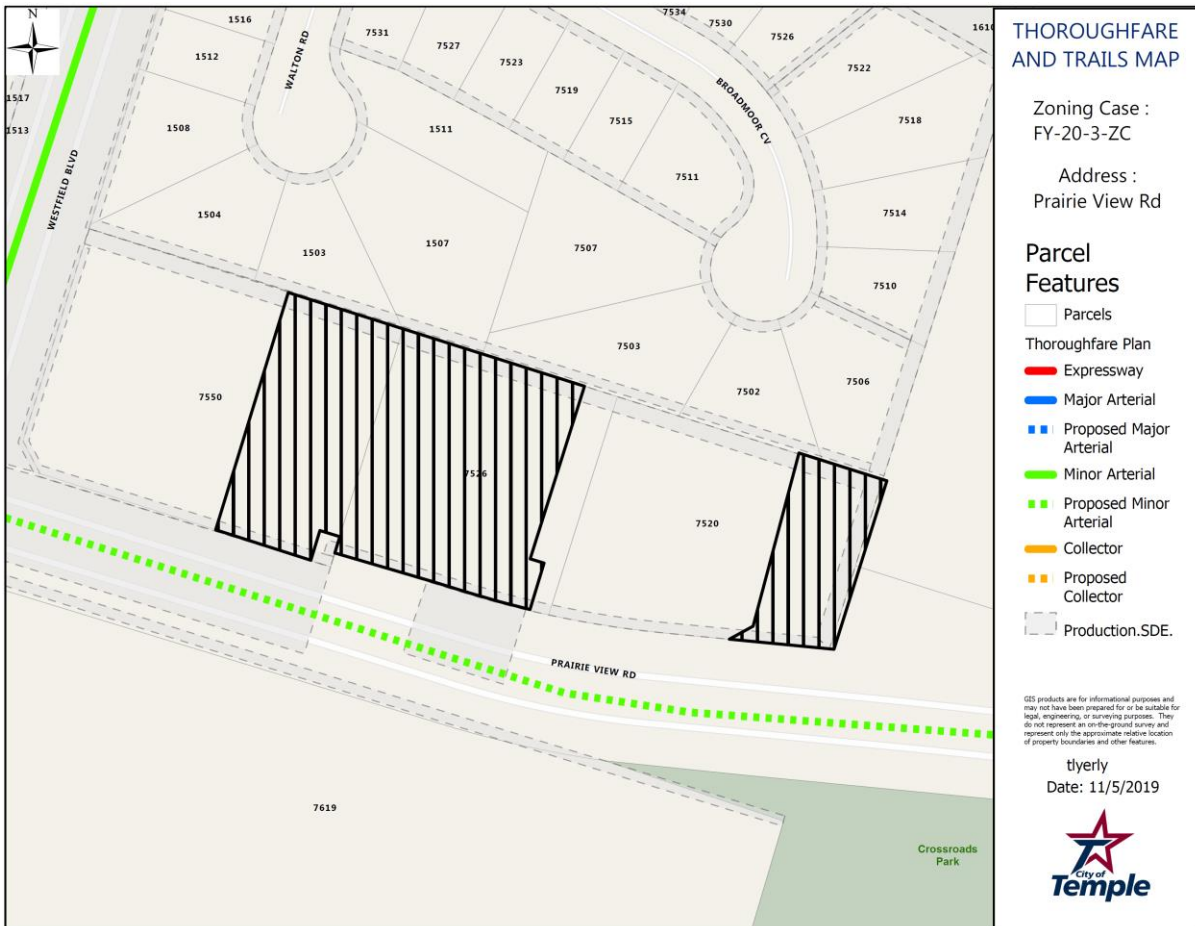 N
1516
7531
7527
7534
7530
7526
1610
1512
WALTON RD
7523
7522
1517
1513
1508
1511
7519
7515
BROADMOOR CV
7518
7511
WESTFIELD BLVD
1504
1503
1507
7507
7514
7510
7503
7502
7506
7550
7526
7520
PRAIRIE VIEW RD
7619
Crossroads
Park
THOROUGHFARE
AND TRAILS MAP
Zoning Case :
FY-20-3-ZC
Address :
Prairie View Rd
Parcel
Features
Parcels
Thoroughfare Plan
Expressway
Major Arterial
Proposed Major
Arterial
Minor Arterial
Proposed Minor
Arterial
Collector
Proposed
Collector
Production.SDE.
GIS products are for informational purposes and
may not have been prepared for or be suitable for
legal, engineering, or surveying purposes. They
do not represent an on-the-ground survey and
represent only the approximate relative location
of property boundaries and other features.
tlyerly
Date: 11/5/2019
City of
Temple